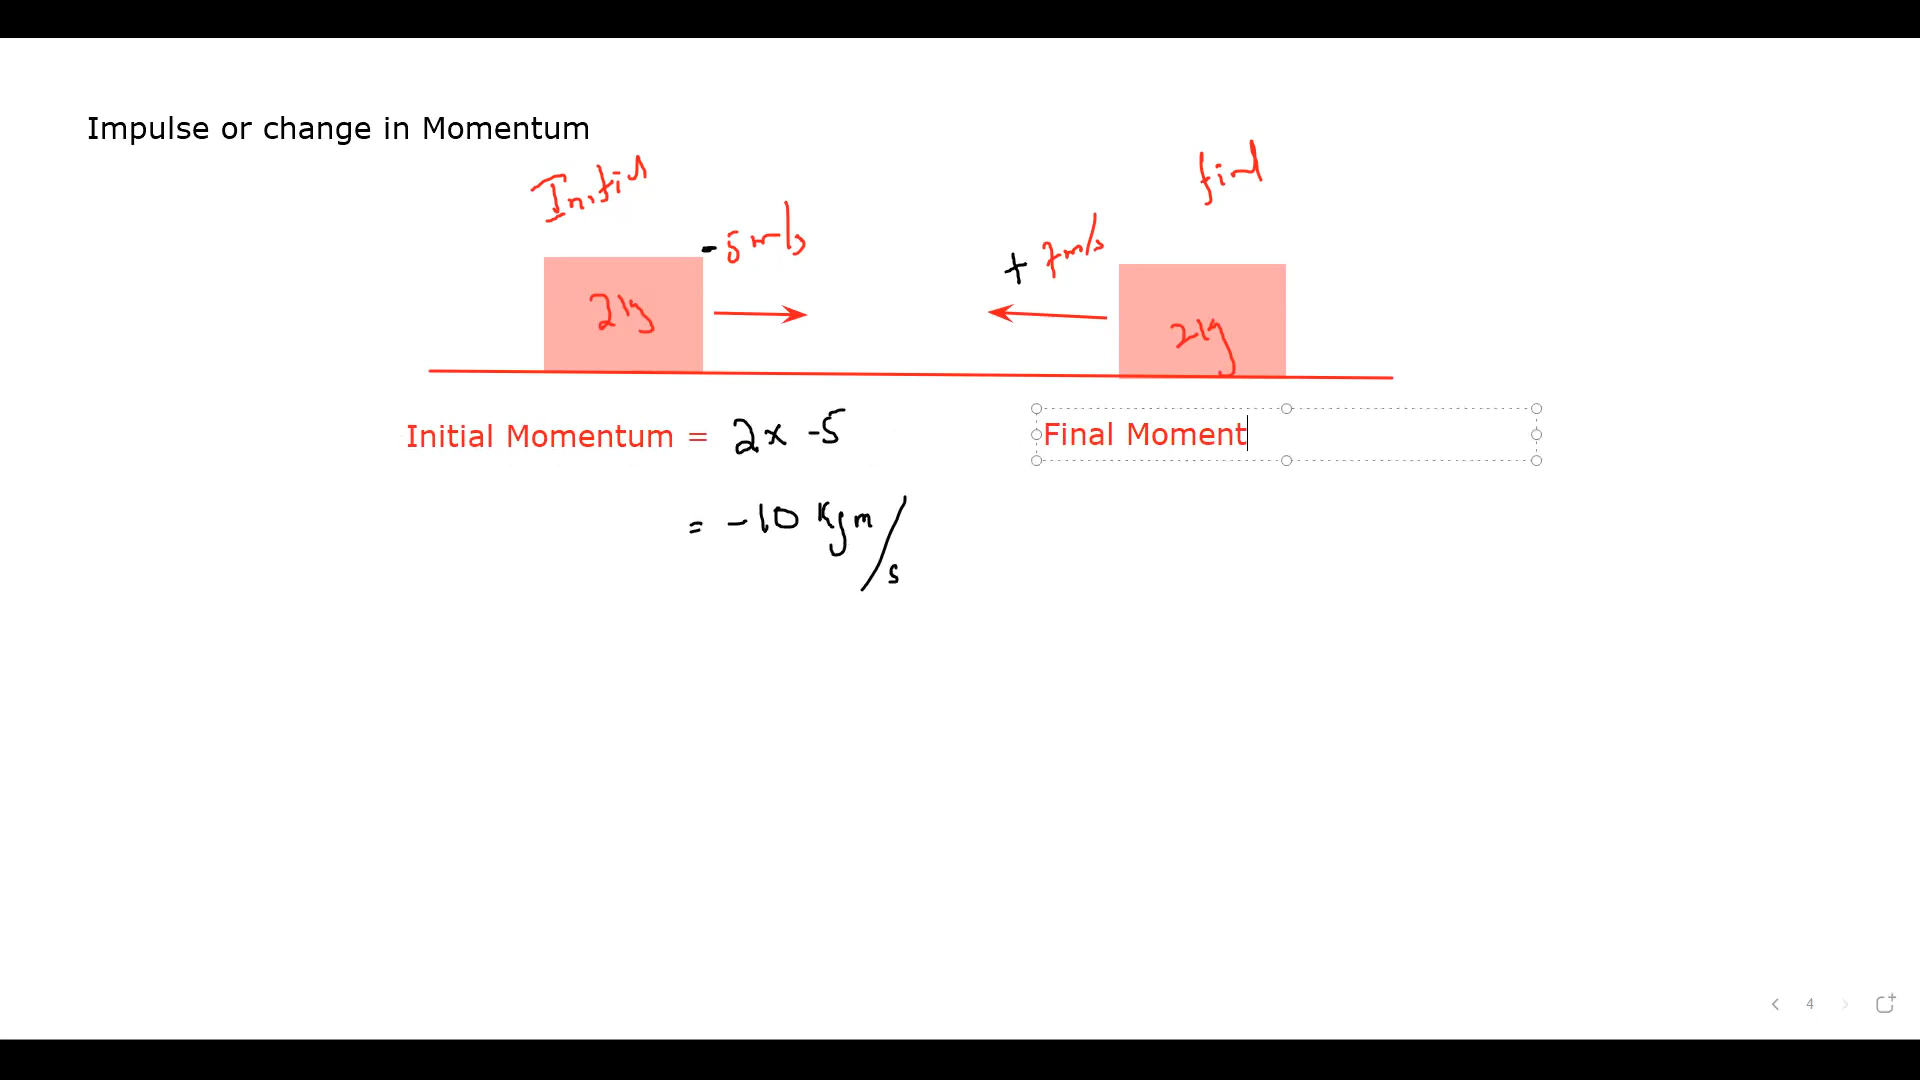 Impulse or change in Momentum
Initial
final
- 5 m/s
+ 7m/s
2kg
2kg
Initial Momentum = 2x -5
Final Moment
= -10 Kgm/s
4